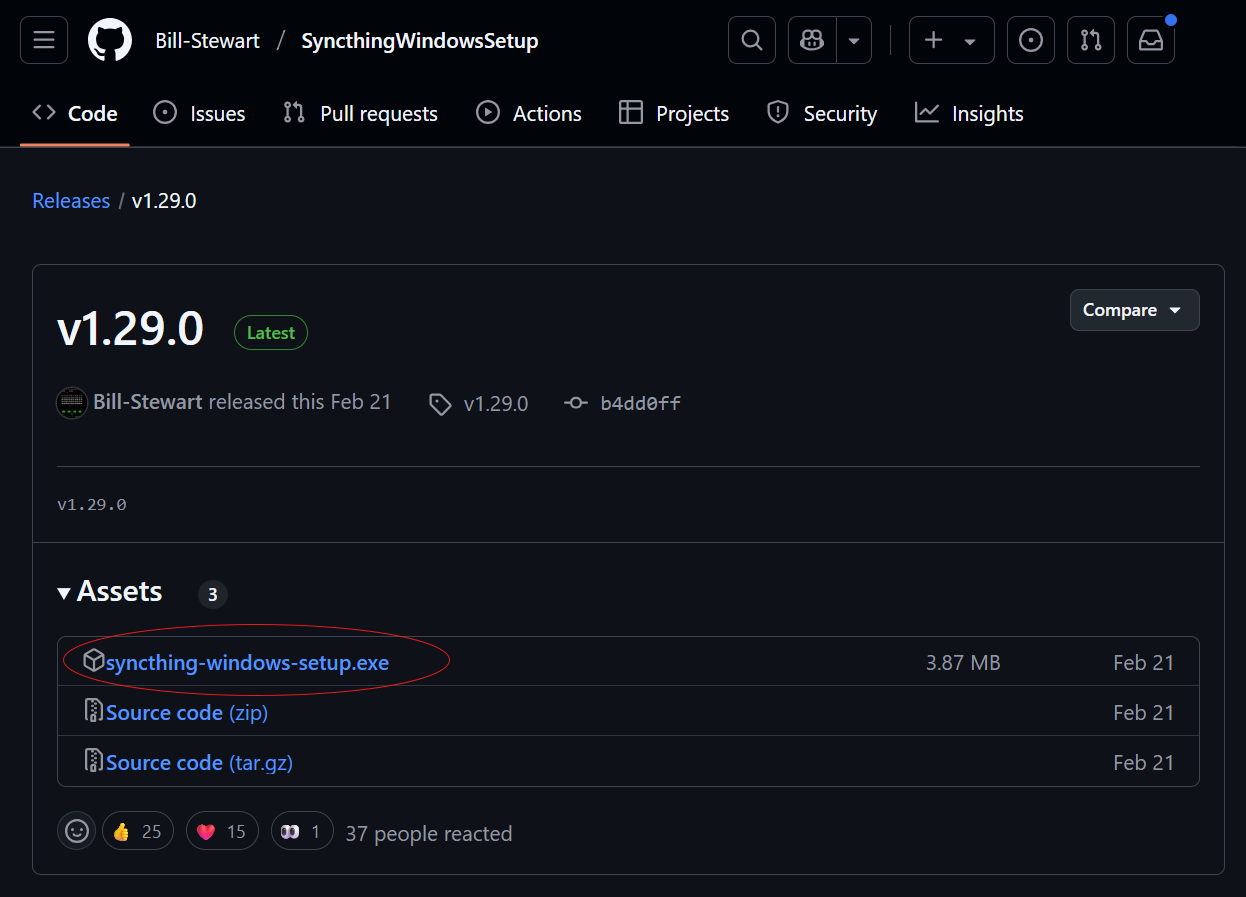 Bill-Stewart / SyncthingWindowsSetup
Code Issues Pull requests Actions Projects Security Insights
Releases / v1.29.0
v1.29.0 Latest Compare
Bill-Stewart released this Feb 21 v1.29.0 b4dd0ff
v1.29.0
Assets 3
syncthing-windows-setup.exe 3.87 MB Feb 21
Source code (zip) Feb 21
Source code (tar.gz) Feb 21
👍 25 ❤️ 15 👀 1 37 people reacted